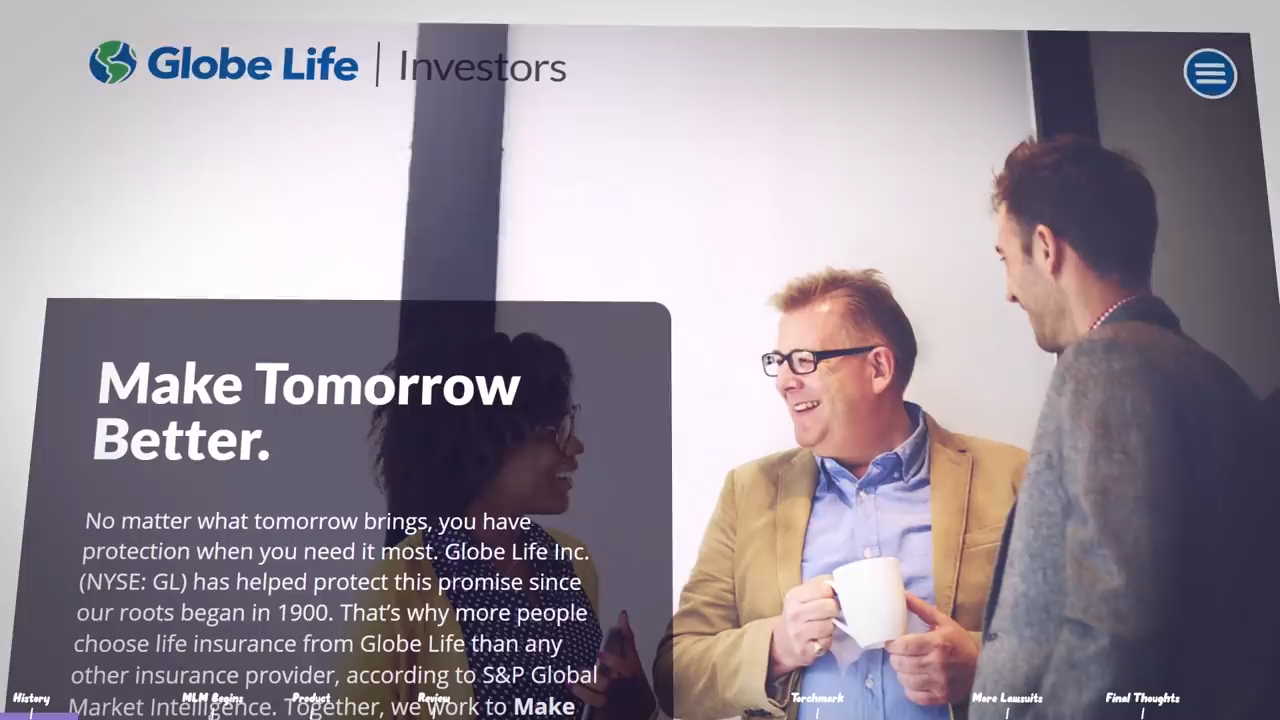 Globe Life | Investors
Make Tomorrow
Better.
No matter what tomorrow brings, you have
protection when you need it most. Globe Life Inc.
(NYSE: GL) has helped protect this promise since
our roots began in 1900. That's why more people
choose life insurance from Globe Life than any
other insurance provider, according to S&P Global
Market Intelligence. Together, we work to Make
History
MLM Begins
Product
Review
Torchmark
More Lawsuits
Final Thoughts